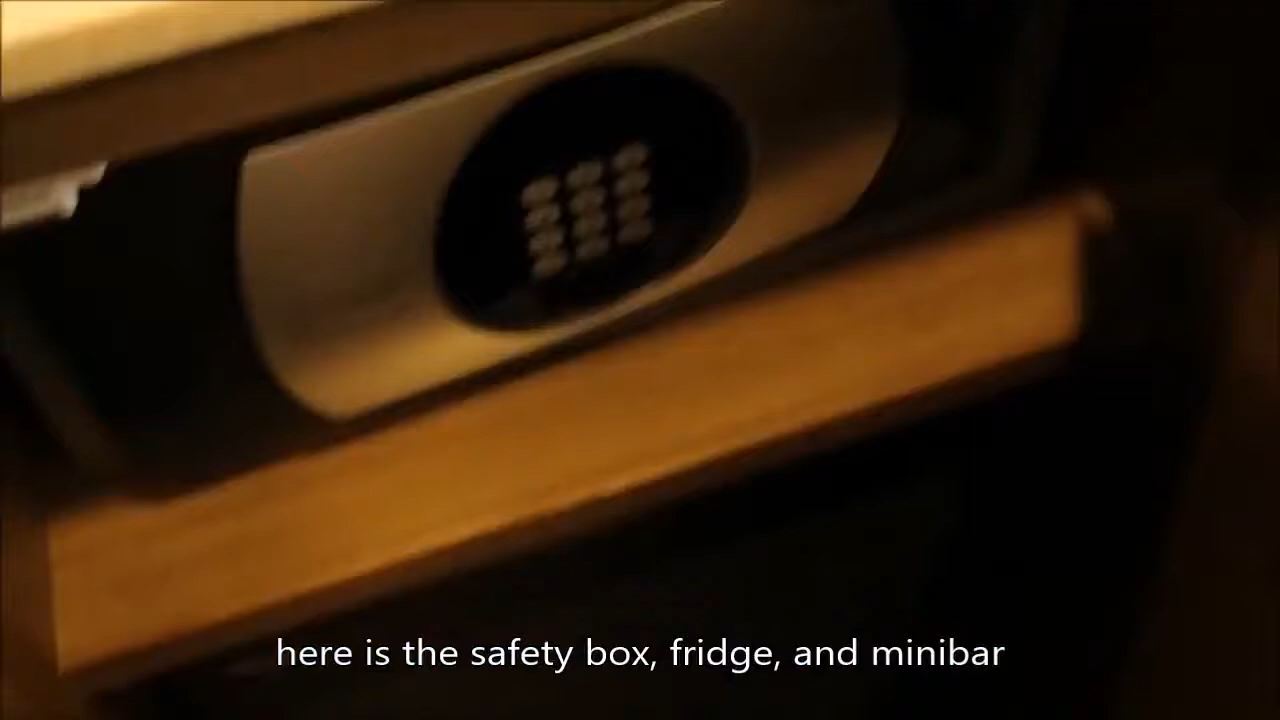 here is the safety box, fridge, and minibar